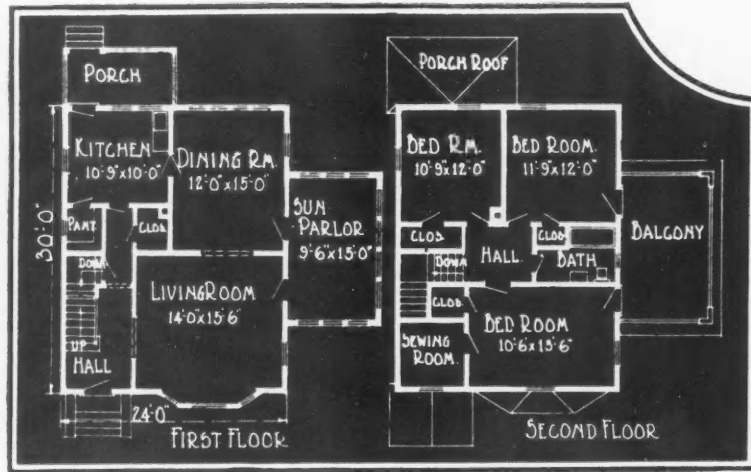 PORCH
KITCHEN
10'-9"x10'-0"
DINING RM.
12'-0"x15'-0"
PANT.
CLOS.
SUN
PARLOR
9'-6"x15'-0"
30'-0"
DOWN
LIVING ROOM
14'-0"x15'-6"
UP
HALL
24'-0"
FIRST FLOOR
PORCH ROOF
BED RM.
10'-9"x12'-0"
BED ROOM.
11'-9"x12'-0"
CLOS.
CLOS.
BALCONY
DOWN
HALL.
BATH
CLOS.
BED ROOM
10'-6"x15'-6"
SEWING
ROOM.
SECOND FLOOR